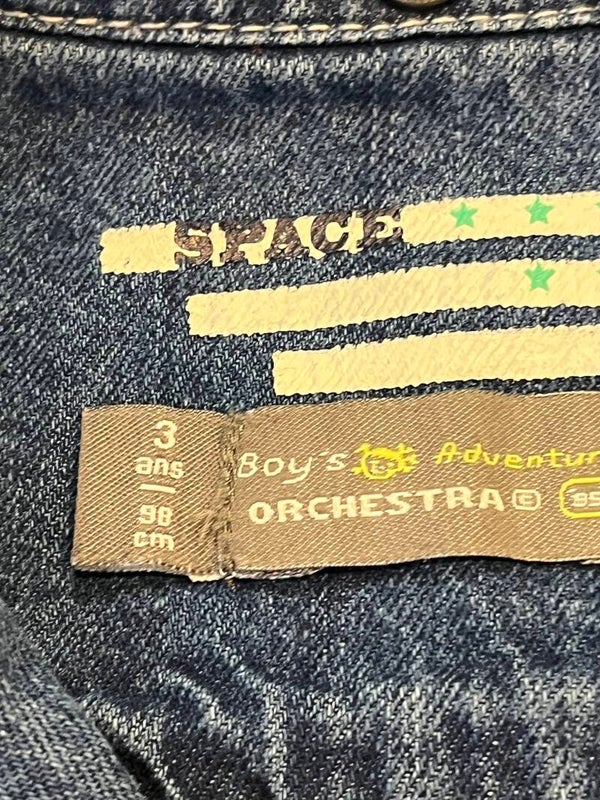 SPACE
3
ans
98
cm
Boy's Adventur
ORCHESTRA ©